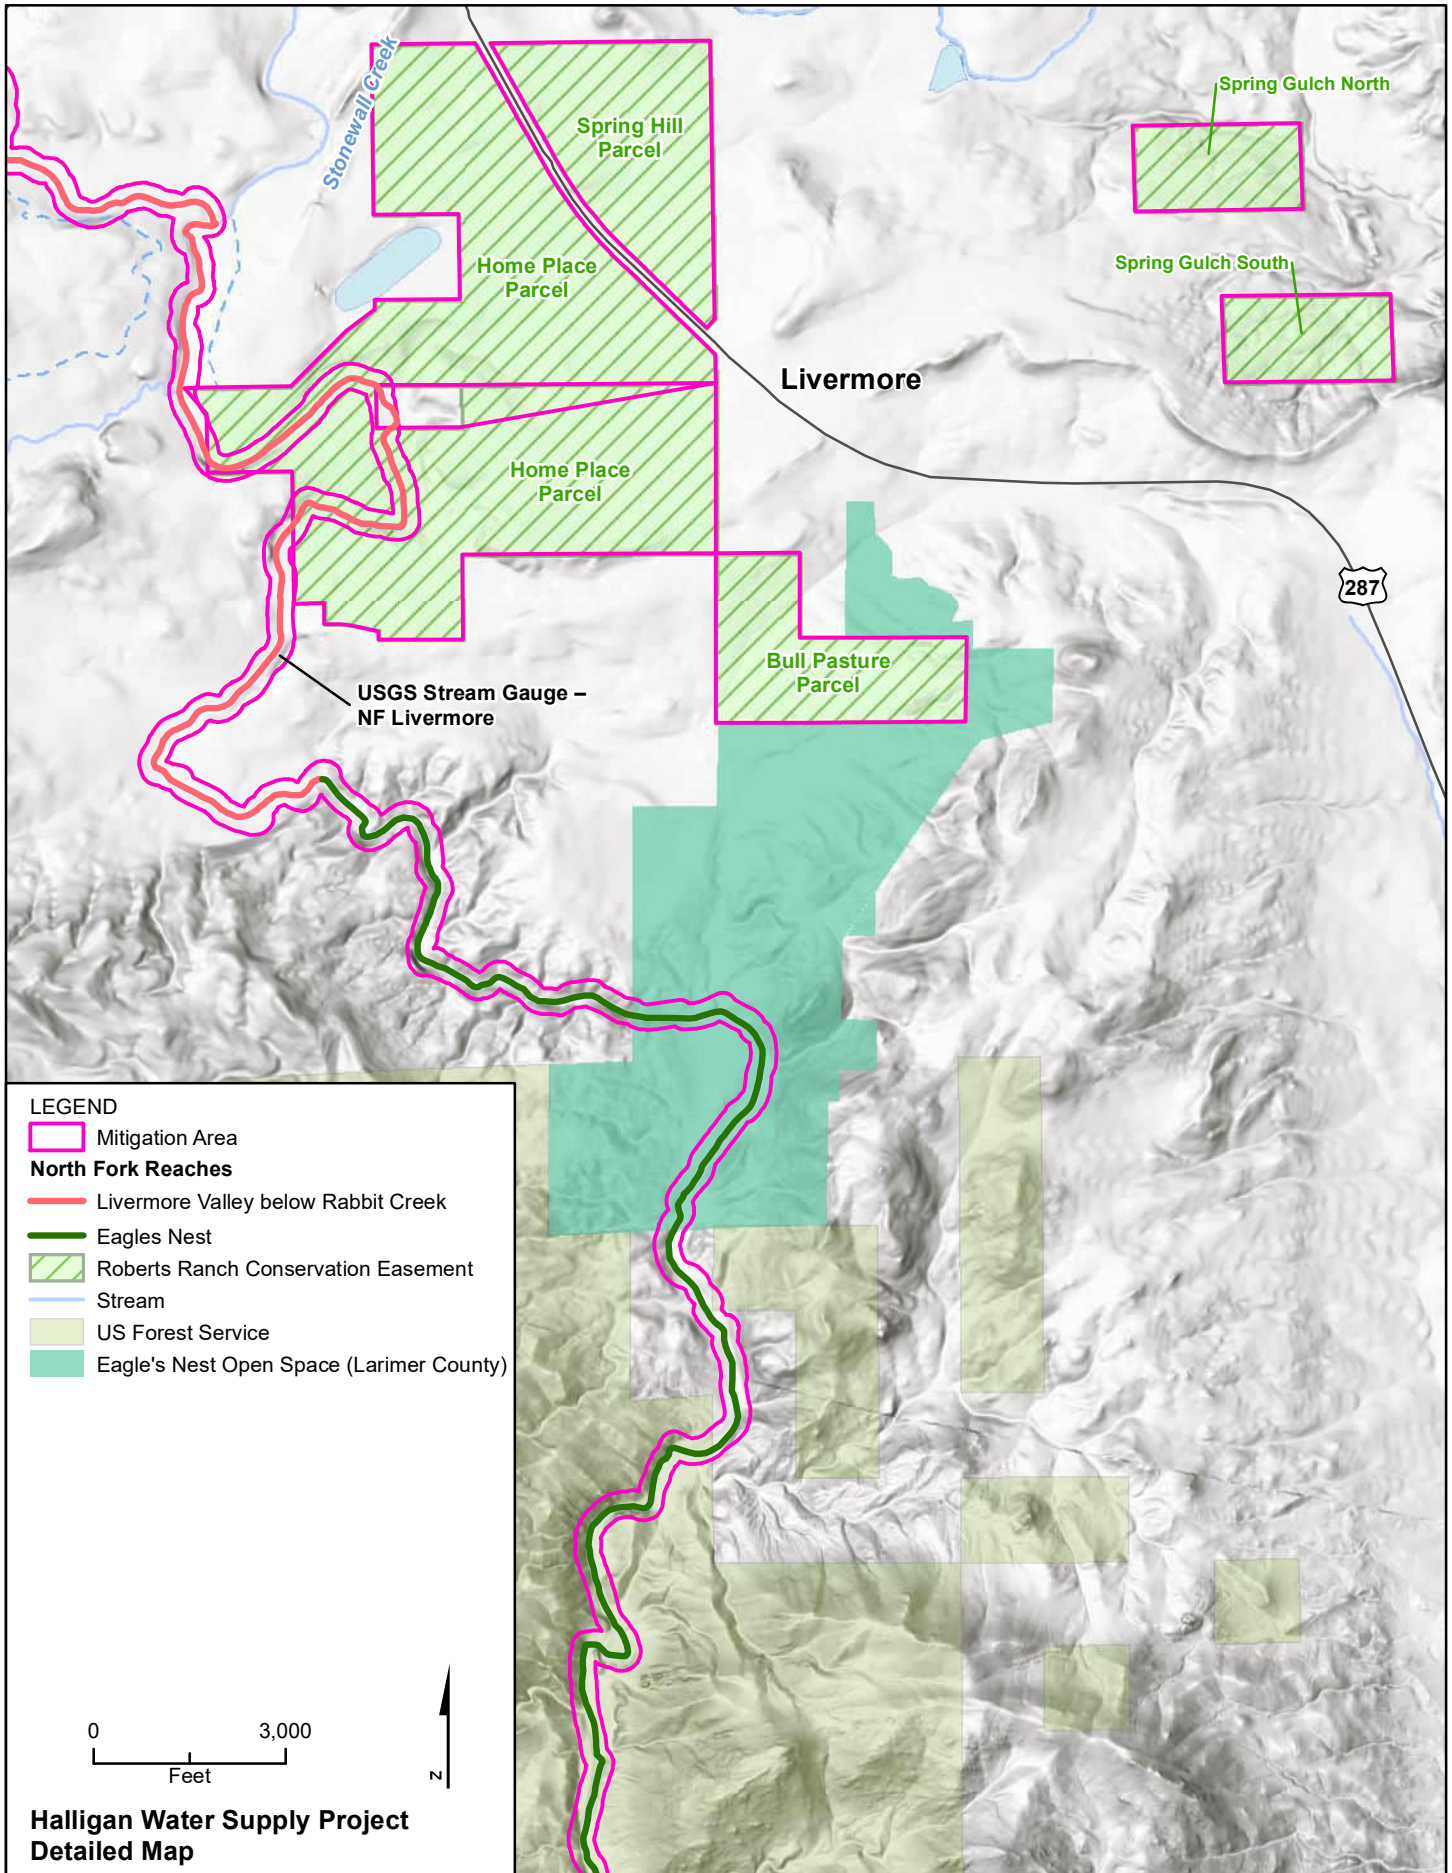 Stonewall Creek
Spring Hill
Parcel
Spring Gulch North
Home Place
Parcel
Spring Gulch South
Livermore
Home Place
Parcel
287
Bull Pasture
Parcel
USGS Stream Gauge –
NF Livermore
LEGEND
Mitigation Area
North Fork Reaches
Livermore Valley below Rabbit Creek
Eagles Nest
Roberts Ranch Conservation Easement
Stream
US Forest Service
Eagle's Nest Open Space (Larimer County)
0 3,000
Feet
N
Halligan Water Supply Project
Detailed Map